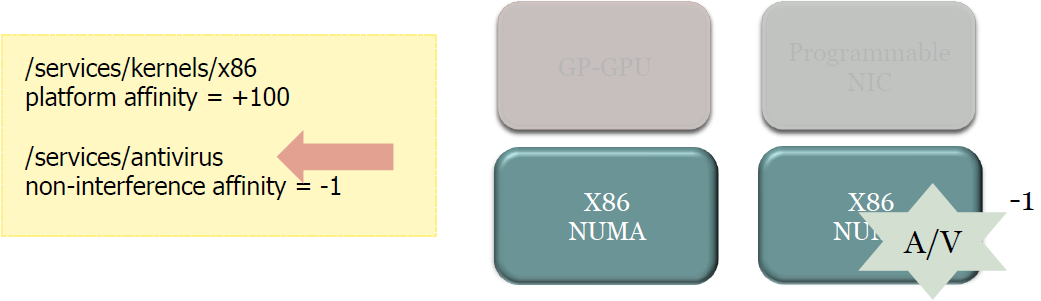 /services/kernels/x86
platform affinity = +100
/services/antivirus
non-interference affinity = -1
GP-GPU
Programmable
NIC
X86
NUMA
X86
A/V
-1